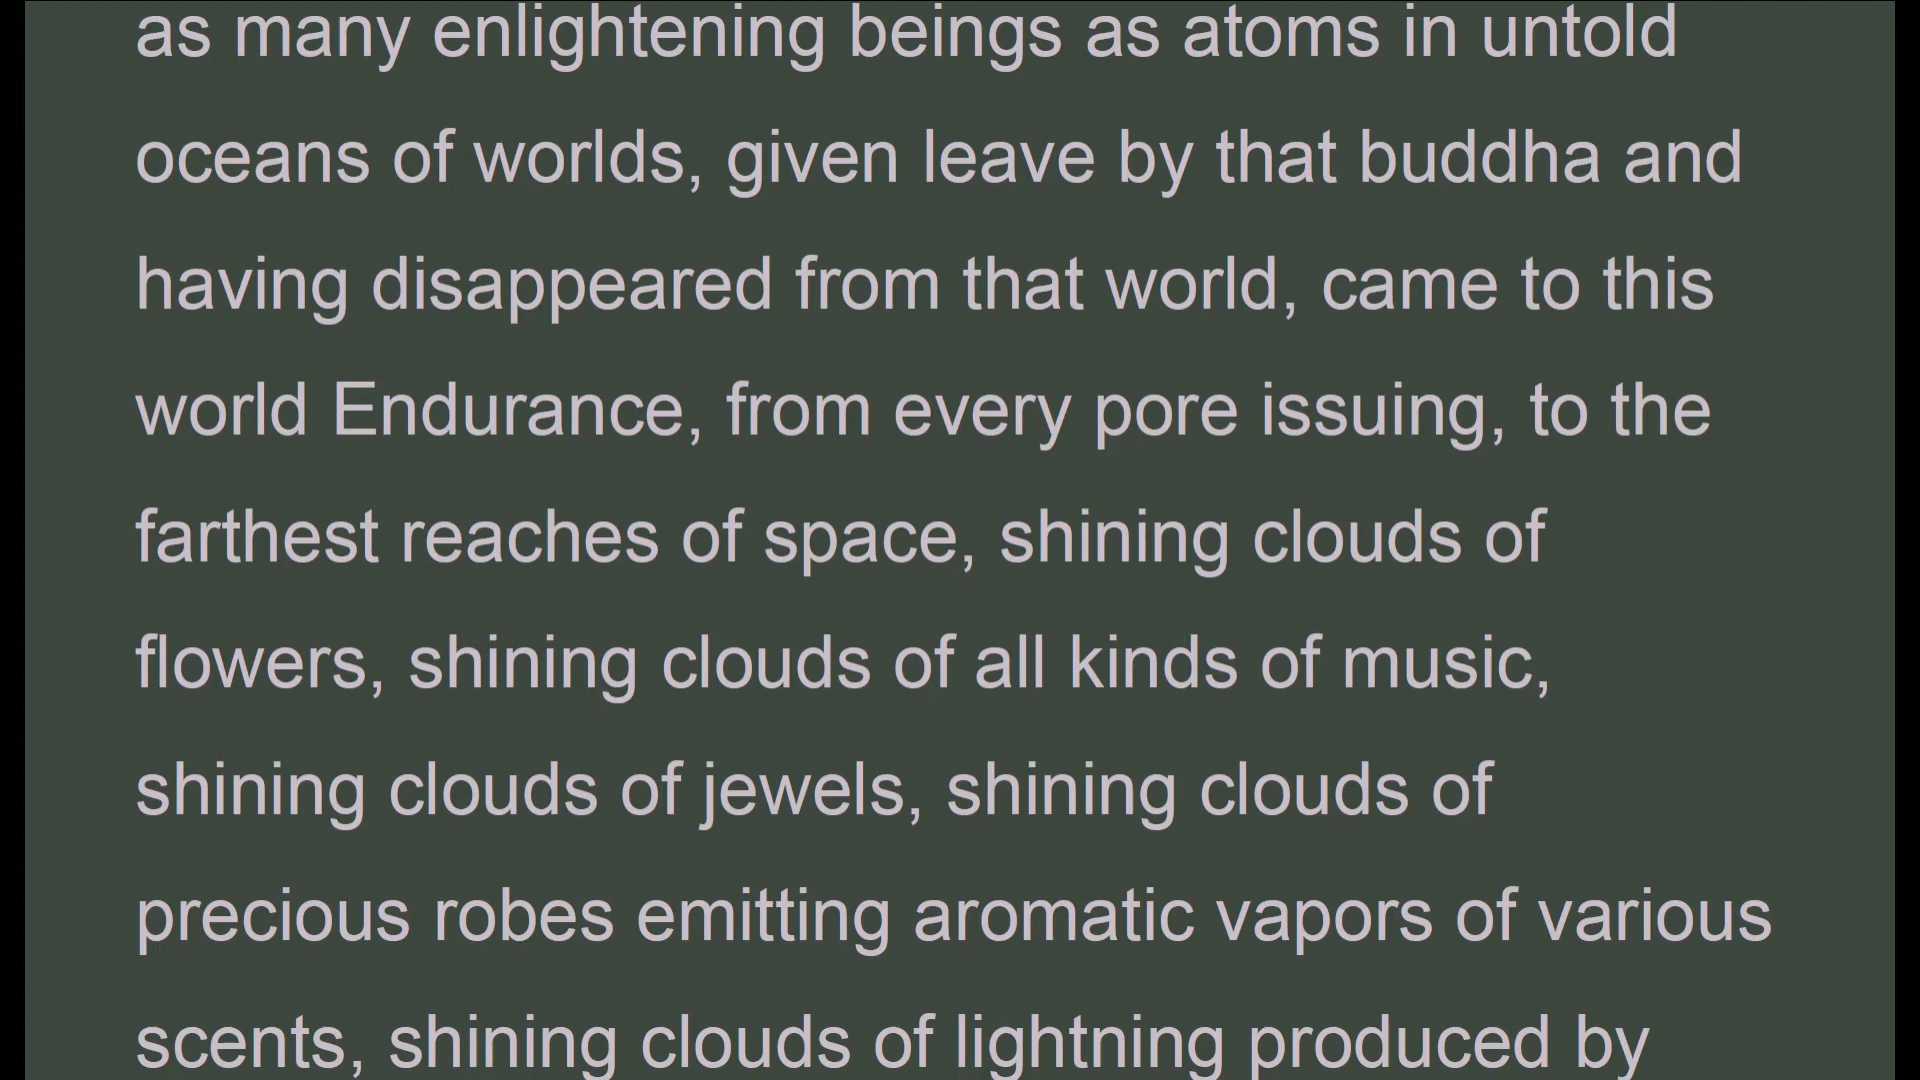 as many enlightening beings as atoms in untold
oceans of worlds, given leave by that buddha and
having disappeared from that world, came to this
world Endurance, from every pore issuing, to the
farthest reaches of space, shining clouds of
flowers, shining clouds of all kinds of music,
shining clouds of jewels, shining clouds of
precious robes emitting aromatic vapors of various
scents, shining clouds of lightning produced by